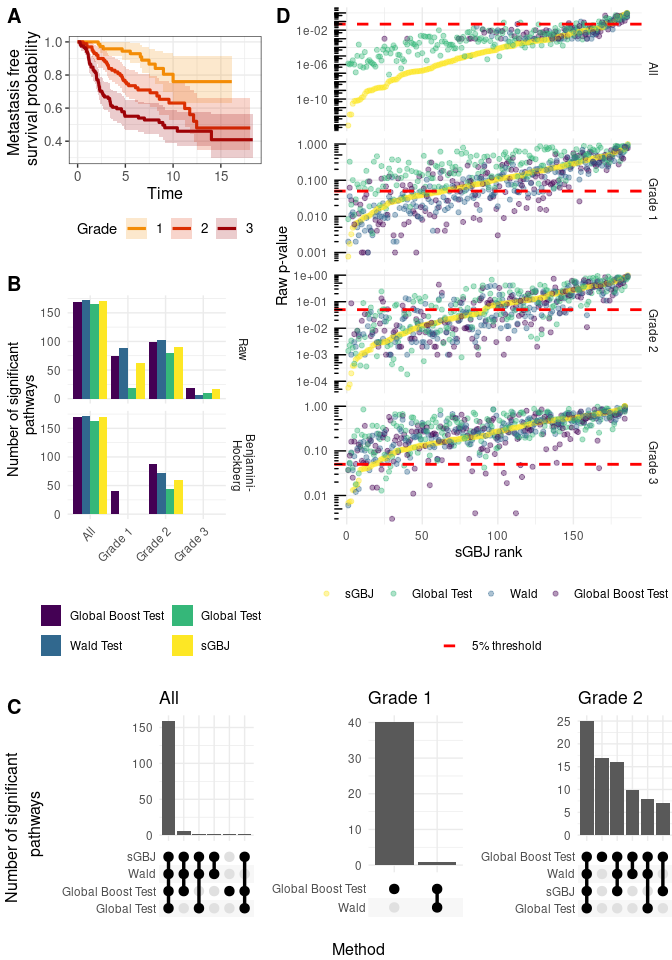 A
Metastasis free
survival probability
1.0
0.8
0.6
0.4
0
5
10
15
Time
Grade
1
2
3
B
Number of significant
pathways
150
100
50
0
Raw
150
100
50
0
Benjamini-
Hockberg
All
Grade 1
Grade 2
Grade 3
Global Boost Test
Global Test
Wald Test
sGBJ
D
Raw p-value
1e-02
1e-06
1e-10
All
1.000
0.100
0.010
0.001
Grade 1
1e+00
1e-01
1e-02
1e-03
1e-04
Grade 2
1.00
0.10
0.01
Grade 3
0
50
100
150
sGBJ rank
sGBJ
Global Test
Wald
Global Boost Test
5% threshold
C
Number of significant
pathways
All
150
100
50
0
sGBJ
Wald
Global Boost Test
Global Test
Grade 1
40
30
20
10
0
Global Boost Test
Wald
Grade 2
25
20
15
10
5
0
Global Boost Test
Wald
sGBJ
Global Test
Method